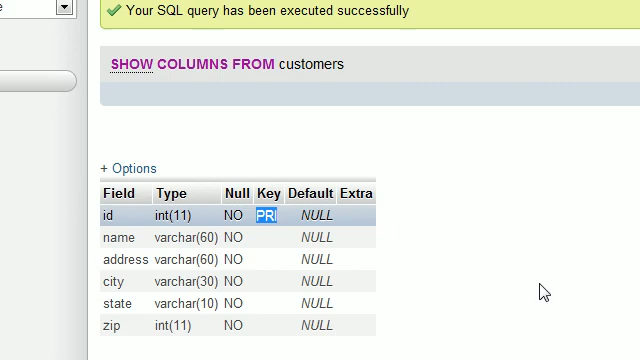 e
Your SQL query has been executed successfully
SHOW COLUMNS FROM customers
+ Options
Field Type Null Key Default Extra
id int(11) NO PRI NULL
name varchar(60) NO NULL
address varchar(60) NO NULL
city varchar(30) NO NULL
state varchar(10) NO NULL
zip int(11) NO NULL